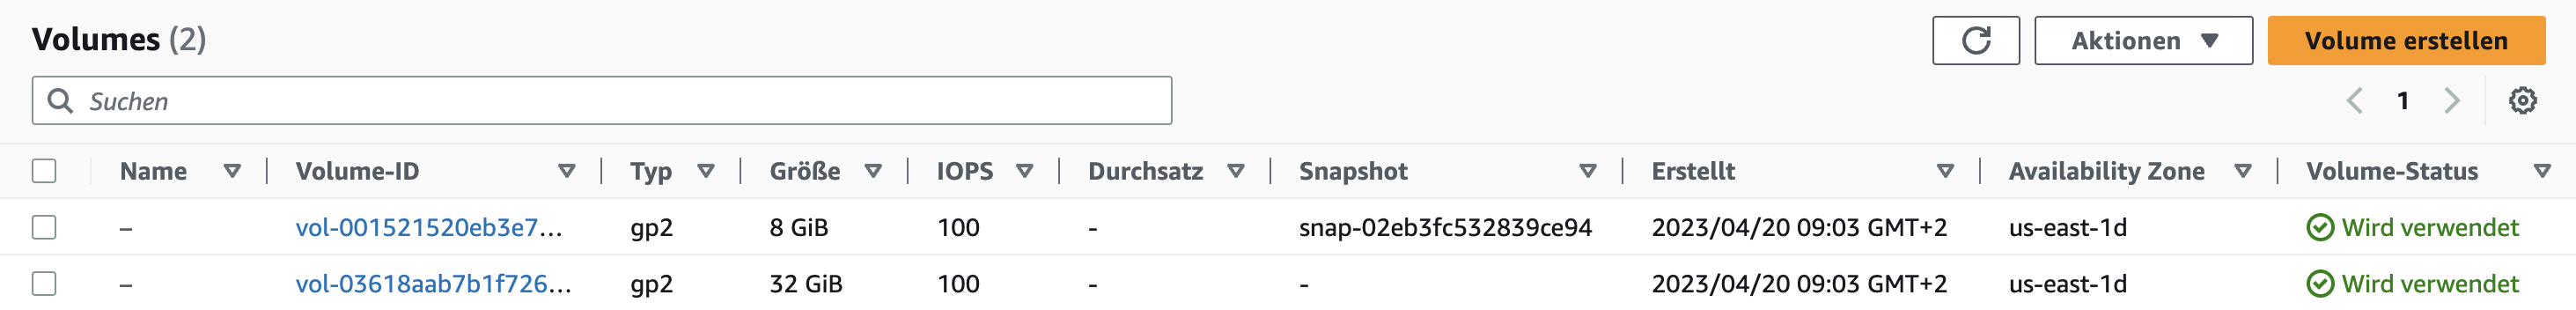 Volumes (2)
Aktionen
Volume erstellen
Suchen
1
Name Volume-ID Typ Größe IOPS Durchsatz Snapshot Erstellt Availability Zone Volume-Status
– vol-001521520eb3e7... gp2 8 GiB 100 - snap-02eb3fc532839ce94 2023/04/20 09:03 GMT+2 us-east-1d Wird verwendet
– vol-03618aab7b1f726... gp2 32 GiB 100 - - 2023/04/20 09:03 GMT+2 us-east-1d Wird verwendet